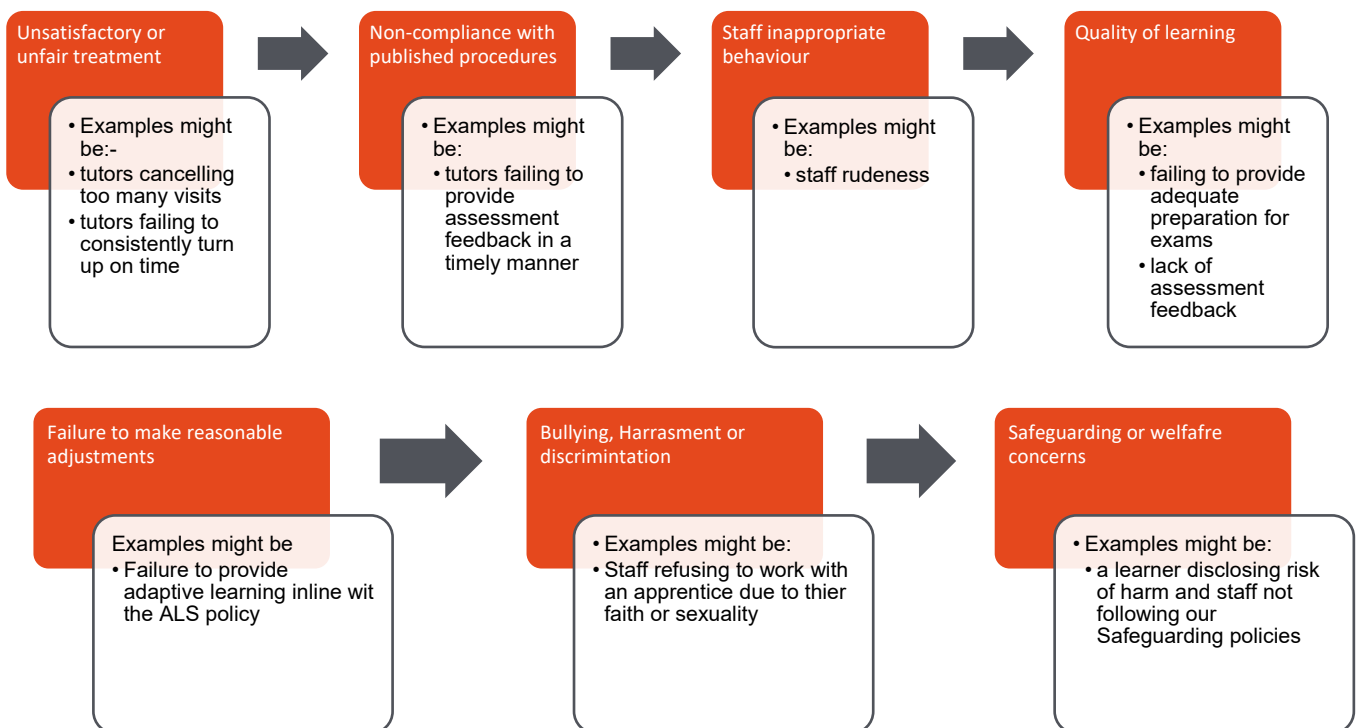 Unsatisfactory or
unfair treatment
• Examples might
be:-
• tutors cancelling
too many visits
• tutors failing to
consistently turn
up on time
Non-compliance with
published procedures
• Examples might
be:
• tutors failing to
provide
assessment
feedback in a
timely manner
Staff inappropriate
behaviour
• Examples might
be:
• staff rudeness
Quality of learning
• Examples might
be:
• failing to provide
adequate
preparation for
exams
• lack of
assessment
feedback
Failure to make reasonable
adjustments
Examples might be
• Failure to provide
adaptive learning inline wit
the ALS policy
Bullying, Harrasment or
discrimintation
• Examples might be:
• Staff refusing to work with
an apprentice due to thier
faith or sexuality
Safeguarding or welfafre
concerns
• Examples might be:
• a learner disclosing risk
of harm and staff not
following our
Safeguarding policies